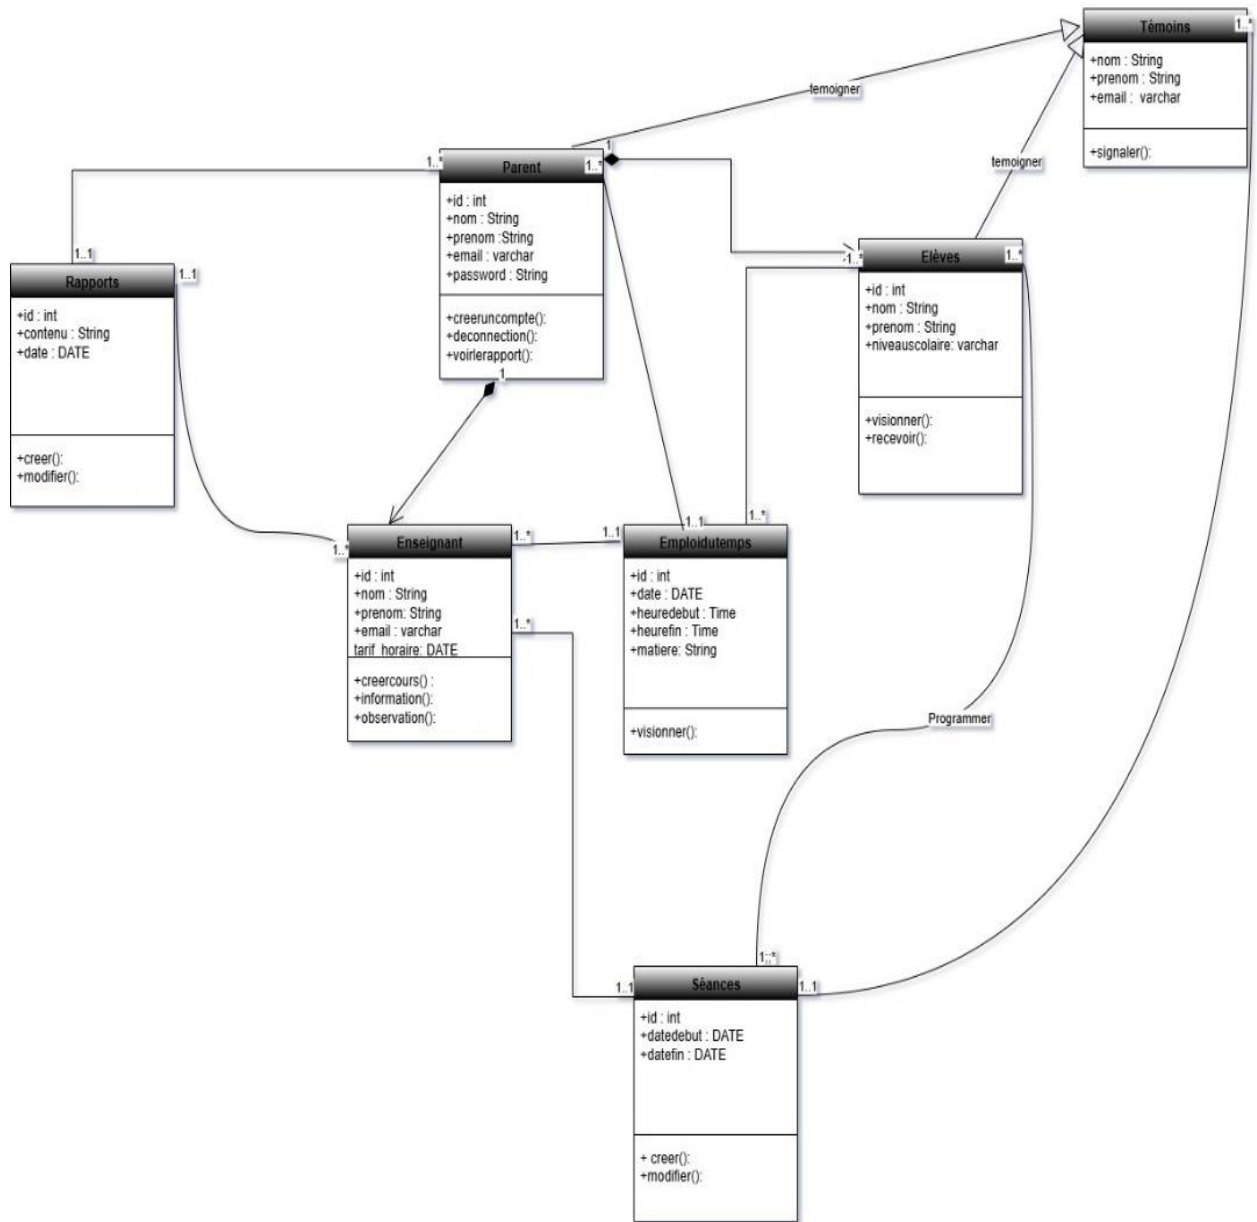 Témoins
1..*
+nom : String
+prenom : String
+email : varchar
+signaler():
temoigner
temoigner
1
1..*
Parent
1..*
+id : int
+nom : String
+prenom :String
+email : varchar
+password : String
+creeruncompte():
+deconnection():
+voirlerapport():
1
1..1
1..1
Rapports
+id : int
+contenu : String
+date : DATE
+creer():
+modifier():
1..*
Elèves
1..*
+id : int
+nom : String
+prenom : String
+niveauscolaire: varchar
+visionner():
+recevoir():
1..*
Enseignant
1..*
+id : int
+nom : String
+prenom: String
+email : varchar
tarif_horaire: DATE
1..*
+creercours() :
+information():
+observation():
1..1
1..1
1..*
Emploidutemps
+id : int
+date : DATE
+heuredebut : Time
+heurefin : Time
+matiere: String
+visionner():
Programmer
1..*
1..1
Séances
1..1
+id : int
+datedebut : DATE
+datefin : DATE
+ creer():
+modifier():